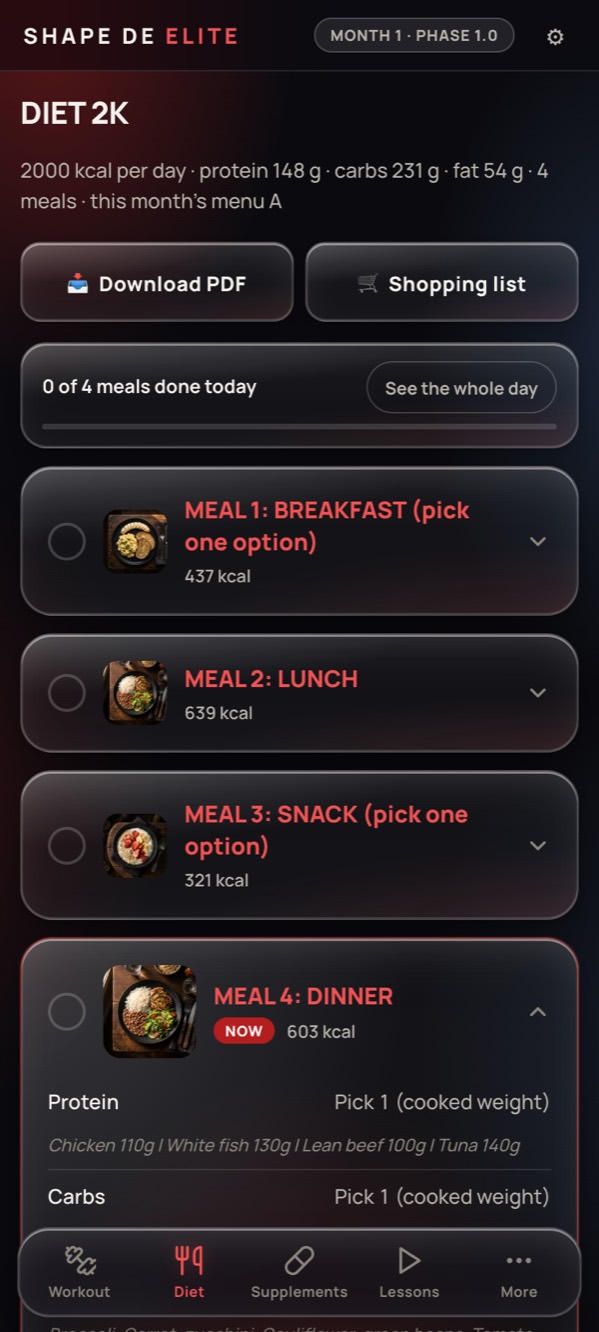 SHAPE DE ELITE
MONTH 1 · PHASE 1.0
DIET 2K
2000 kcal per day · protein 148 g · carbs 231 g · fat 54 g · 4
meals · this month's menu A
Download PDF
Shopping list
0 of 4 meals done today
See the whole day
MEAL 1: BREAKFAST (pick
one option)
437 kcal
MEAL 2: LUNCH
639 kcal
MEAL 3: SNACK (pick one
option)
321 kcal
MEAL 4: DINNER
NOW 603 kcal
Protein
Pick 1 (cooked weight)
Chicken 110g | White fish 130g | Lean beef 100g | Tuna 140g
Carbs
Pick 1 (cooked weight)
Workout
Diet
Supplements
Lessons
More